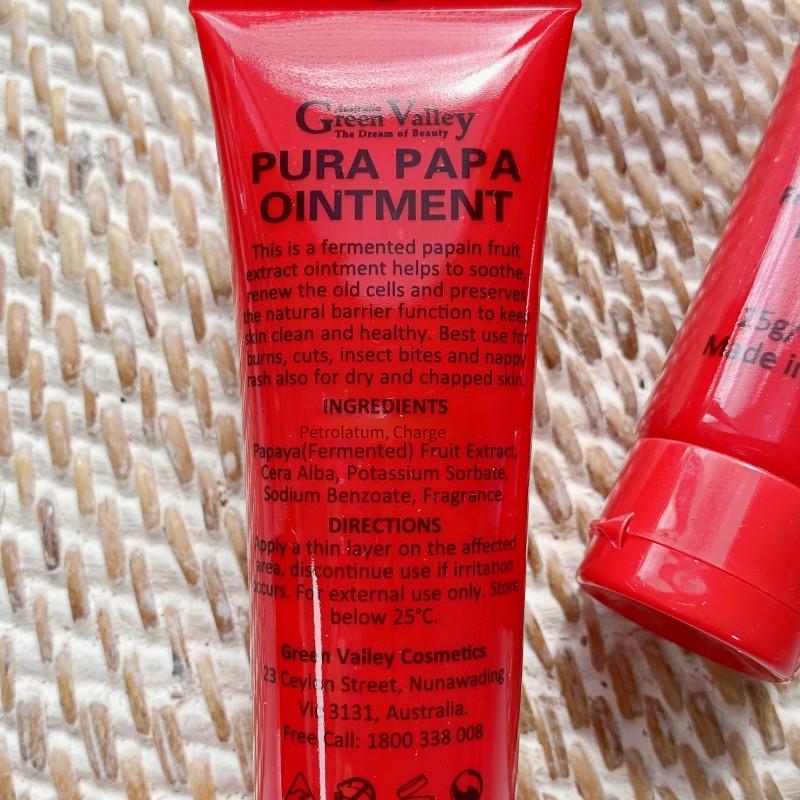 Australia
Green Valley
The Dream of Beauty
PURA PAPA
OINTMENT
This is a fermented papain fruit
extract ointment helps to soothe,
renew the old cells and preserves
the natural barrier function to keep
skin clean and healthy. Best use for
burns, cuts, insect bites and nappy
rash also for dry and chapped skin.
INGREDIENTS
Petrolatum, Charge
Papaya(Fermented) Fruit Extract,
Cera Alba, Potassium Sorbate,
Sodium Benzoate, Fragrance.
DIRECTIONS
Apply a thin layer on the affected
area, discontinue use if irritation
occurs. For external use only. Store
below 25°C.
Green Valley Cosmetics
23 Ceylon Street, Nunawading
Vic 3131, Australia.
Free Call: 1800 338 008
25g/
Made in